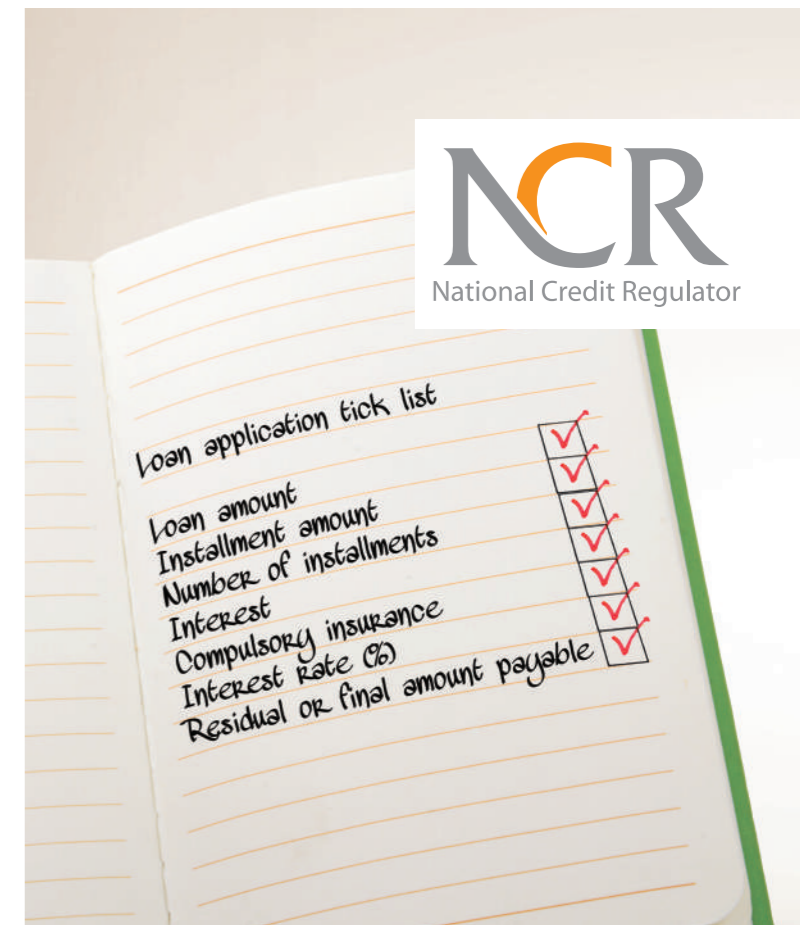 NCR
National Credit Regulator
Loan application tick list
Loan amount
Installment amount
Number of installments
Interest
Compulsory insurance
Interest Rate (%)
Residual or final amount payable